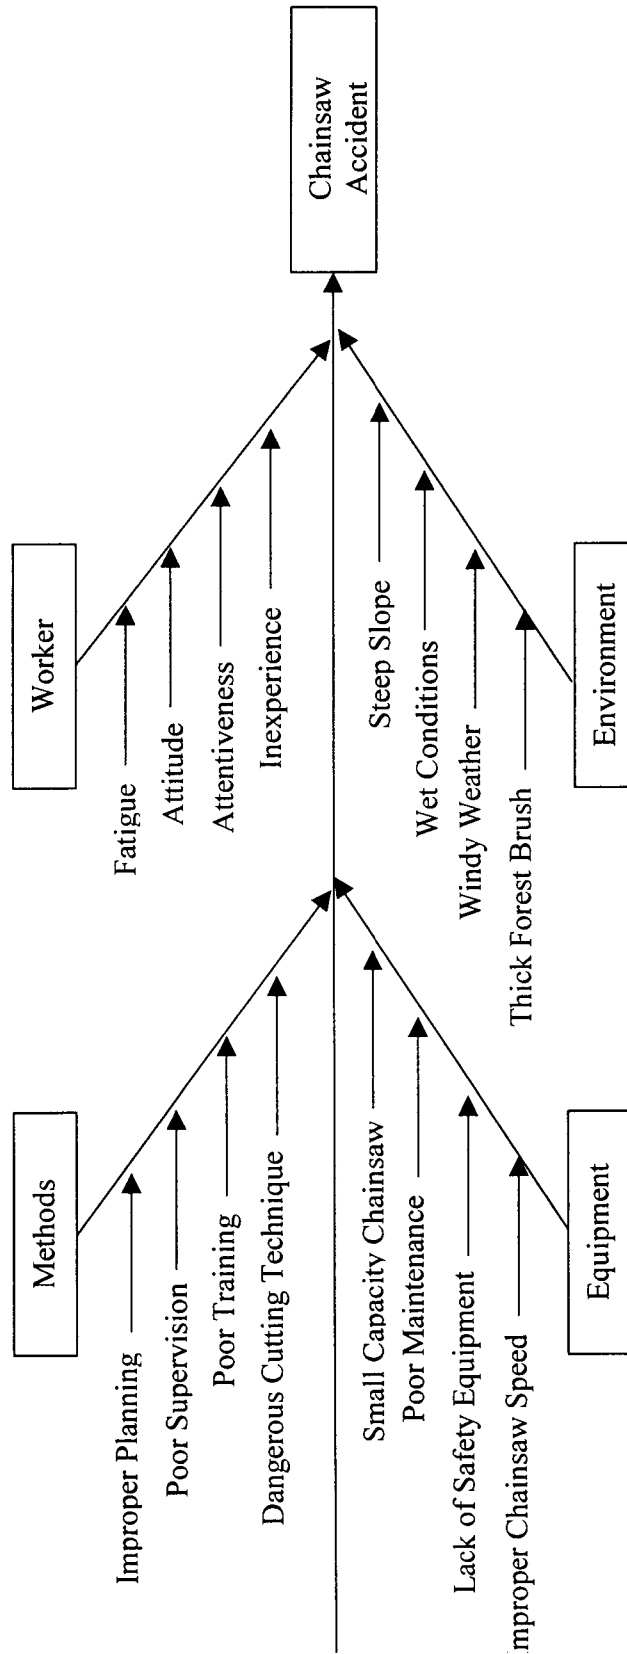 Methods
Worker
Improper Planning
Poor Supervision
Poor Training
Dangerous Cutting Technique
Fatigue
Attitude
Attentiveness
Inexperience
Chainsaw
Accident
Small Capacity Chainsaw
Poor Maintenance
Lack of Safety Equipment
mproper Chainsaw Speed
Steep Slope
Wet Conditions
Windy Weather
Thick Forest Brush
Equipment
Environment